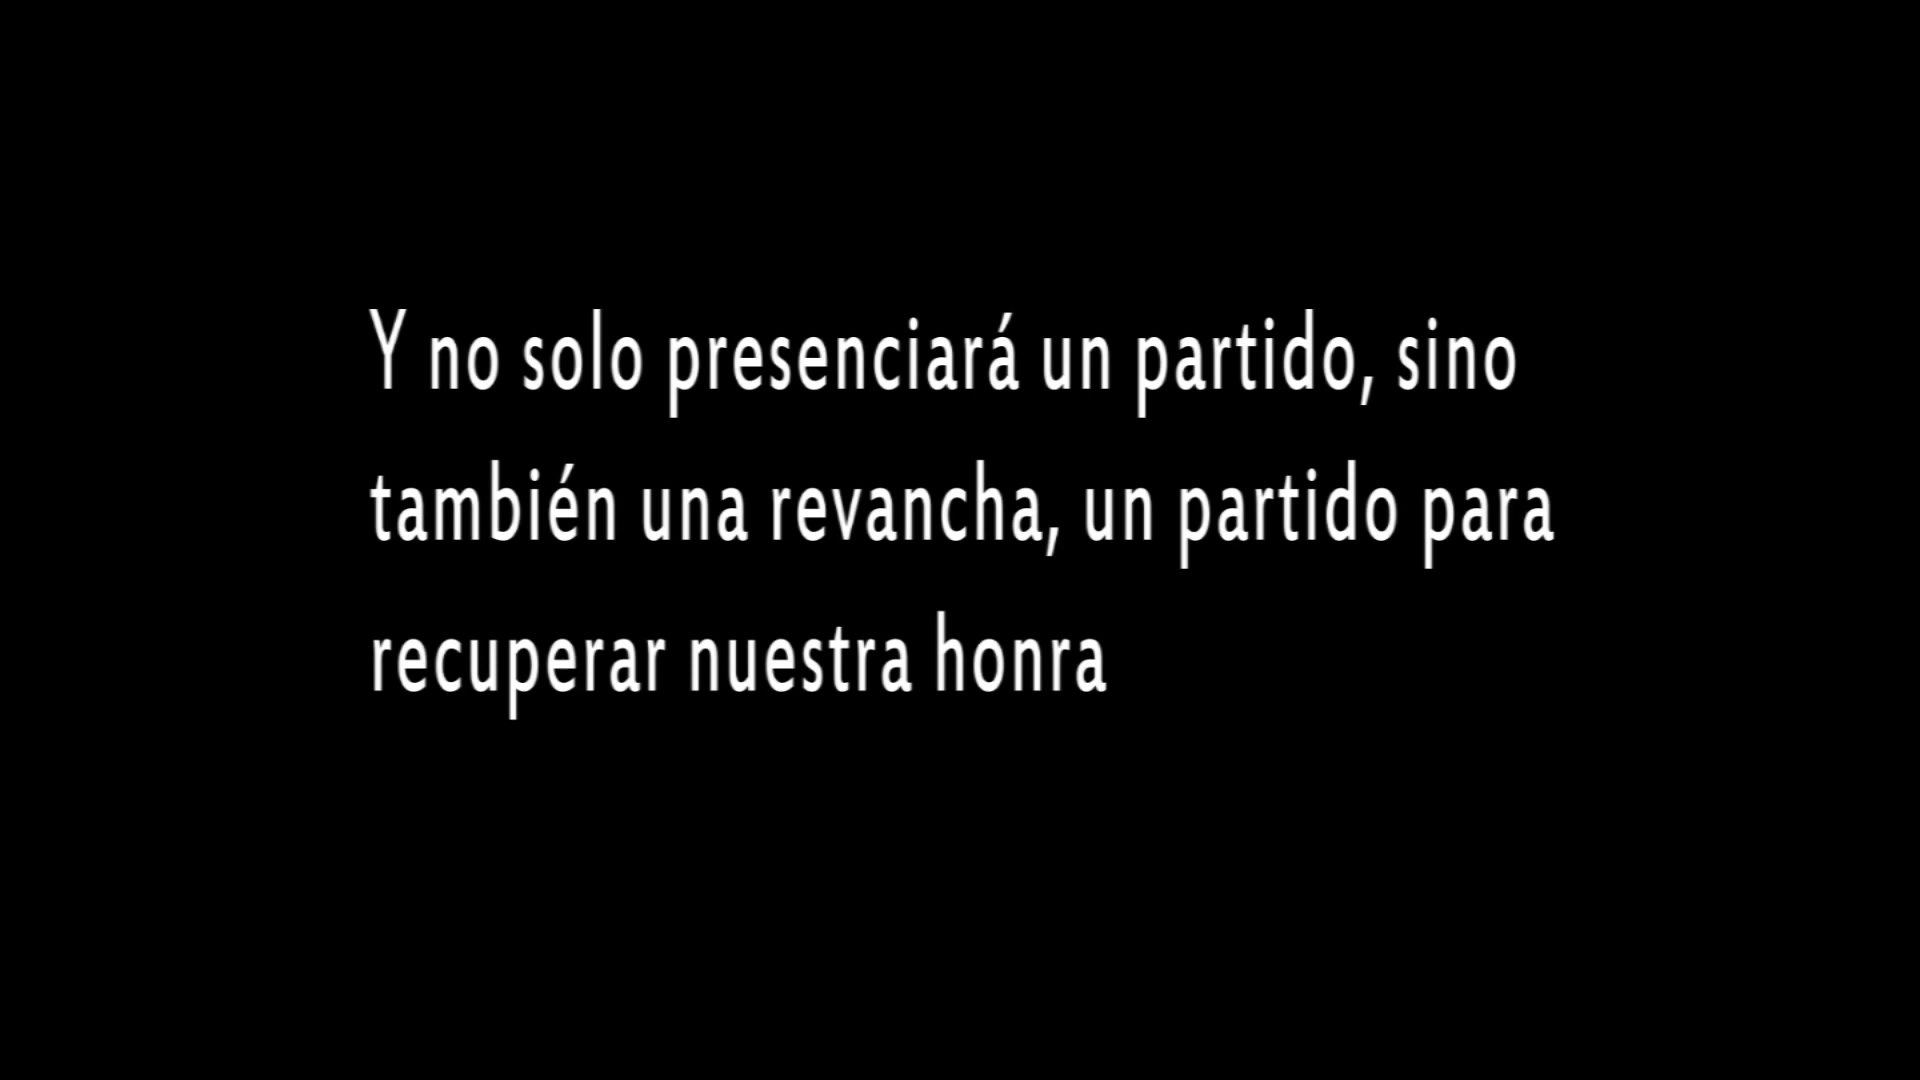 Y no solo presenciará un partido, sino
también una revancha, un partido para
recuperar nuestra honra